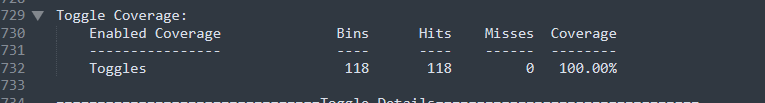 729 Toggle Coverage:
730     Enabled Coverage              Bins      Hits    Misses  Coverage
731     ----------------              ----      ----    ------  --------
732     Toggles                        118       118         0   100.00%
733
734 ================================Toggle Details================================